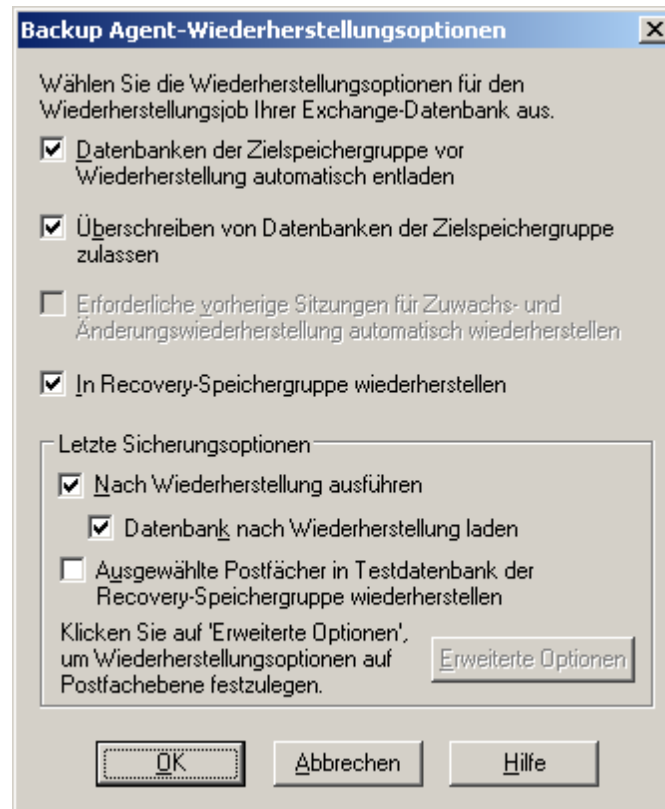 Backup Agent-Wiederherstellungsoptionen
Wählen Sie die Wiederherstellungsoptionen für den
Wiederherstellungsjob Ihrer Exchange-Datenbank aus.
Datenbanken der Zielspeichergruppe vor
Wiederherstellung automatisch entladen
Überschreiben von Datenbanken der Zielspeichergruppe
zulassen
Erforderliche vorherige Sitzungen für Zuwachs- und
Änderungswiederherstellung automatisch wiederherstellen
In Recovery-Speichergruppe wiederherstellen
Letzte Sicherungsoptionen
Nach Wiederherstellung ausführen
Datenbank nach Wiederherstellung laden
Ausgewählte Postfächer in Testdatenbank der
Recovery-Speichergruppe wiederherstellen
Klicken Sie auf 'Erweiterte Optionen',
um Wiederherstellungsoptionen auf
Postfachebene festzulegen.
Erweiterte Optionen
OK
Abbrechen
Hilfe